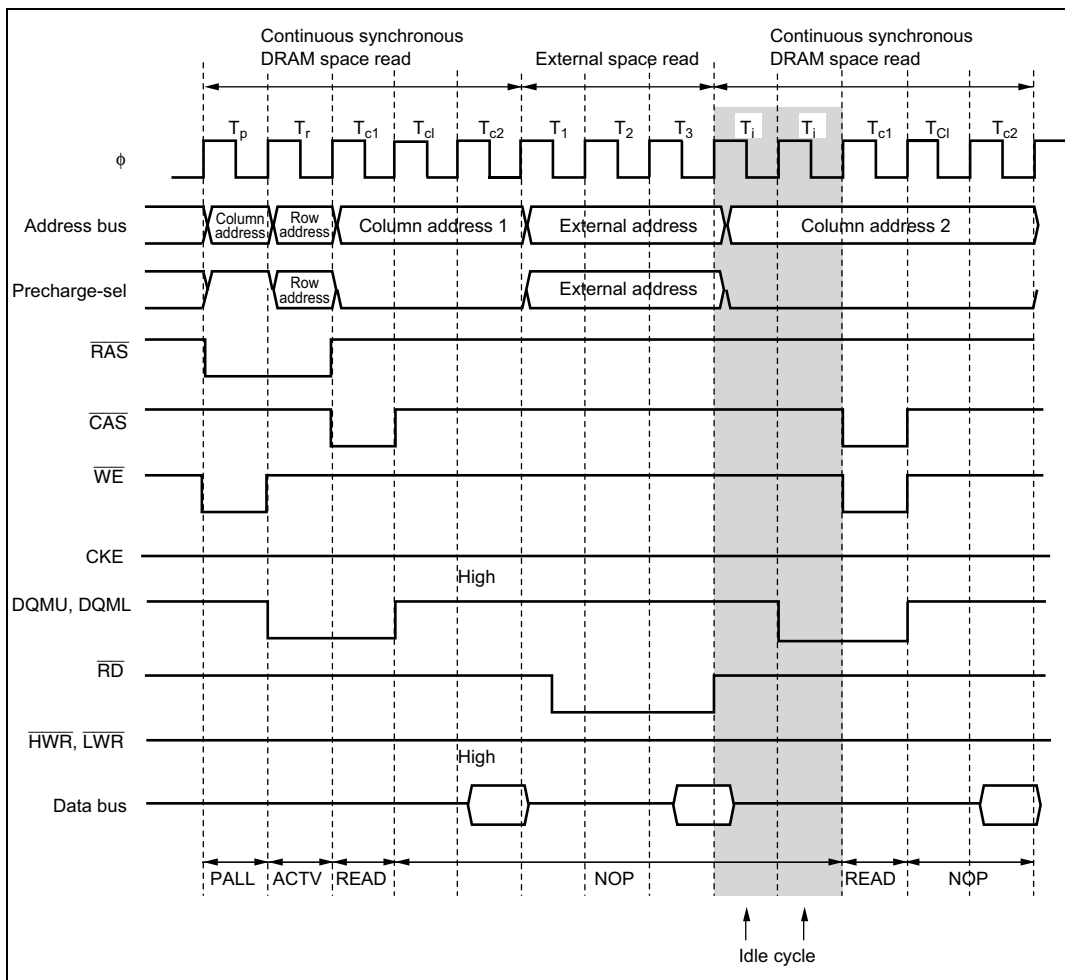 Continuous synchronous
DRAM space read
External space read
Continuous synchronous
DRAM space read
Tp Tr Tc1 Tcl Tc2 T1 T2 T3 Ti Ti Tc1 TCl Tc2
ϕ
Address bus
Column address
Row address
Column address 1
External address
Column address 2
Precharge-sel
Row address
External address
RAS
CAS
WE
CKE
High
DQMU, DQML
RD
HWR, LWR
High
Data bus
PALL ACTV READ NOP READ NOP
Idle cycle